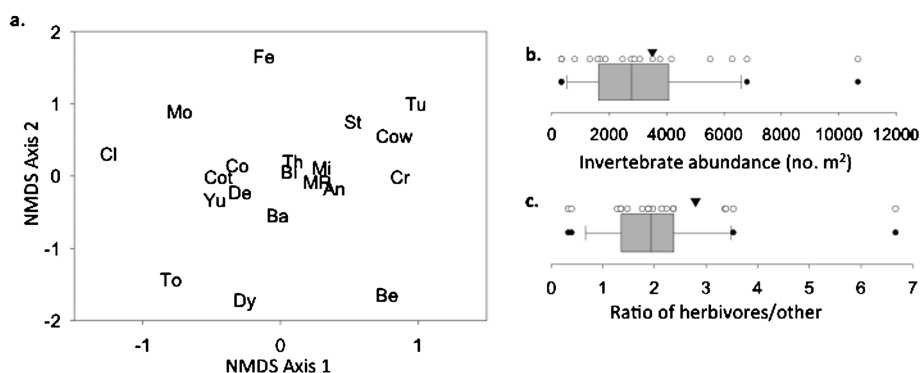 a.
2
1
0
-1
-2
NMDS Axis 2
Fe
Tu
Mo
St
Cow
Cl
Co
Th
Mi
Bl
Cot
MR
An
Cr
De
Yu
Ba
To
Dy
Be
-1 0 1
NMDS Axis 1
b.
0 2000 4000 6000 8000 10000 12000
Invertebrate abundance (no. m²)
c.
0 1 2 3 4 5 6 7
Ratio of herbivores/other